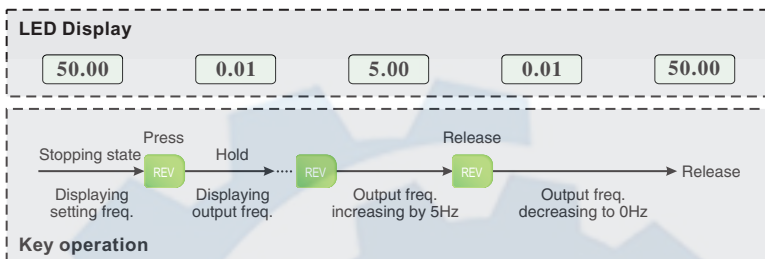 LED Display
50.00 0.01 5.00 0.01 50.00
Press Release
Stopping state REV Hold ···· REV REV Release
Displaying Displaying Output freq. Output freq.
setting freq. output freq. increasing by 5Hz decreasing to 0Hz
Key operation